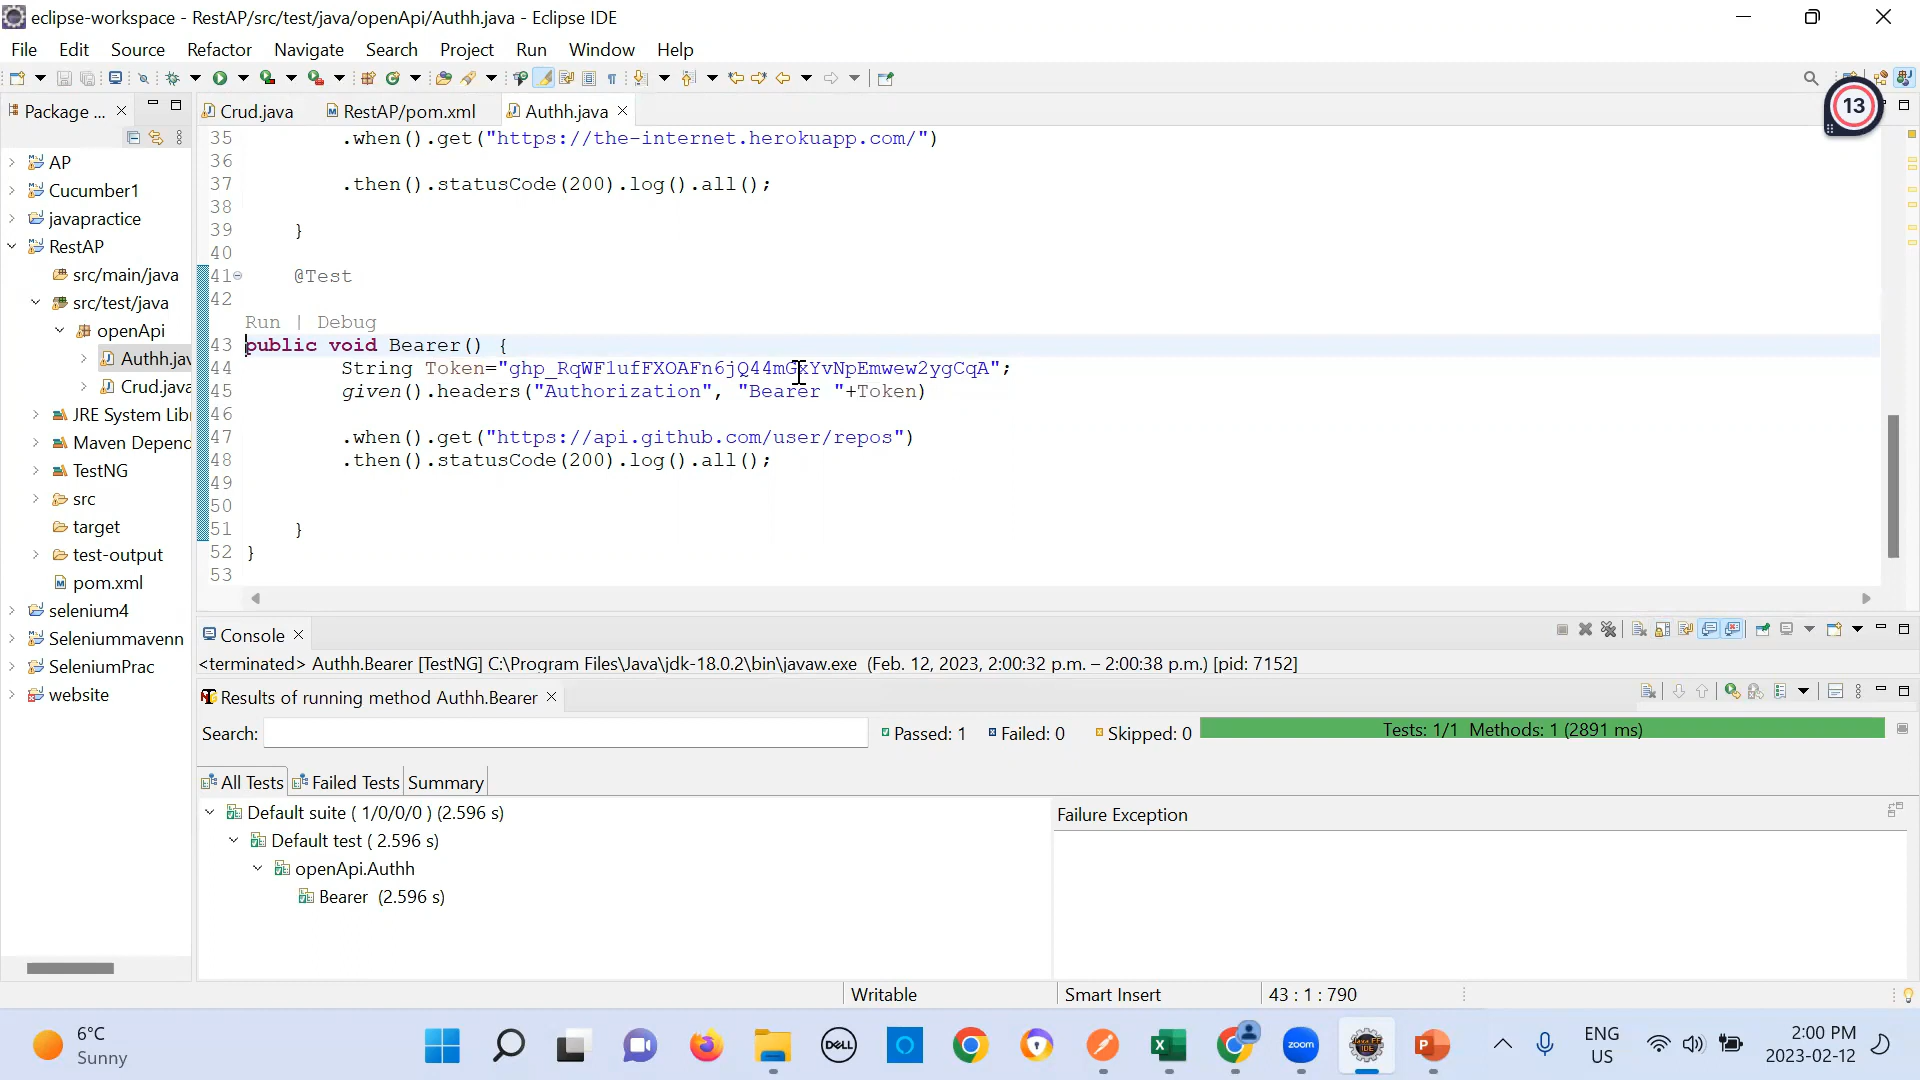 eclipse-workspace - RestAP/src/test/java/openApi/Authh.java - Eclipse IDE
File Edit Source Refactor Navigate Search Project Run Window Help
13
Package ...
Crud.java RestAP/pom.xml Authh.java
AP
Cucumber1
javapractice
RestAP
src/main/java
src/test/java
openApi
Authh.jav
Crud.java
JRE System Libr
Maven Depend
TestNG
src
target
test-output
pom.xml
selenium4
Seleniummavenn
SeleniumPrac
website
35 .when().get("https://the-internet.herokuapp.com/")
36
37 .then().statusCode(200).log().all();
38
39 }
40
41 @Test
42
Run | Debug
43 public void Bearer() {
44 String Token="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";
45 given().headers("Authorization", "Bearer "+Token)
46
47 .when().get("https://api.github.com/user/repos")
48 .then().statusCode(200).log().all();
49
50
51 }
52 }
53
Console
<terminated> Authh.Bearer [TestNG] C:\Program Files\Java\jdk-18.0.2\bin\javaw.exe (Feb. 12, 2023, 2:00:32 p.m. – 2:00:38 p.m.) [pid: 7152]
Results of running method Authh.Bearer
Search: Passed: 1 Failed: 0 Skipped: 0 Tests: 1/1 Methods: 1 (2891 ms)
All Tests Failed Tests Summary
Default suite ( 1/0/0/0 ) (2.596 s)
Default test ( 2.596 s)
openApi.Authh
Bearer (2.596 s)
Failure Exception
Writable Smart Insert 43 : 1 : 790
6°C
Sunny
DELL
zoom
ENG
US
2:00 PM
2023-02-12